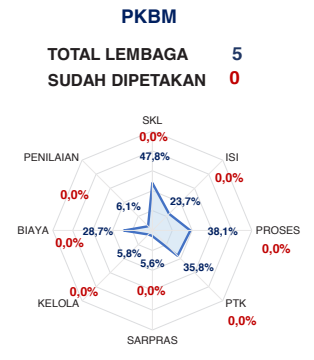 PKBM
TOTAL LEMBAGA 5
SUDAH DIPETAKAN 0
SKL
0,0%
47,8%
PENILAIAN
ISI
0,0%
0,0%
6,1%
23,7%
BIAYA
28,7%
38,1%
PROSES
0,0%
0,0%
5,8%
5,6%
35,8%
KELOLA
0,0%
0,0%
PTK
0,0%
SARPRAS